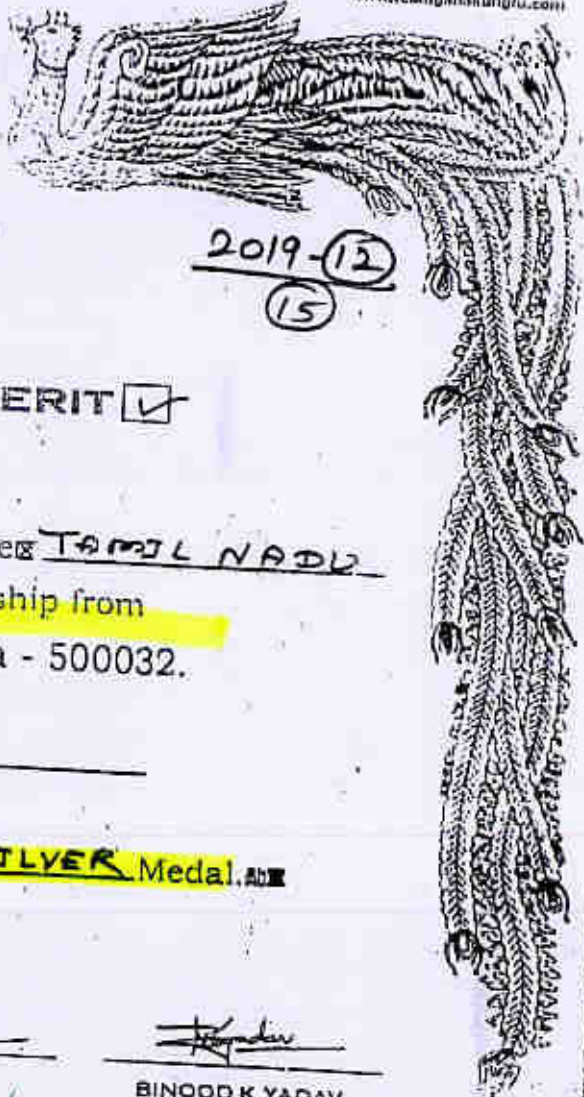 2019-12
15
ERIT
TAMIL NADU
ship from
a - 500032.
SILVER Medal.
BINOD K YADAV